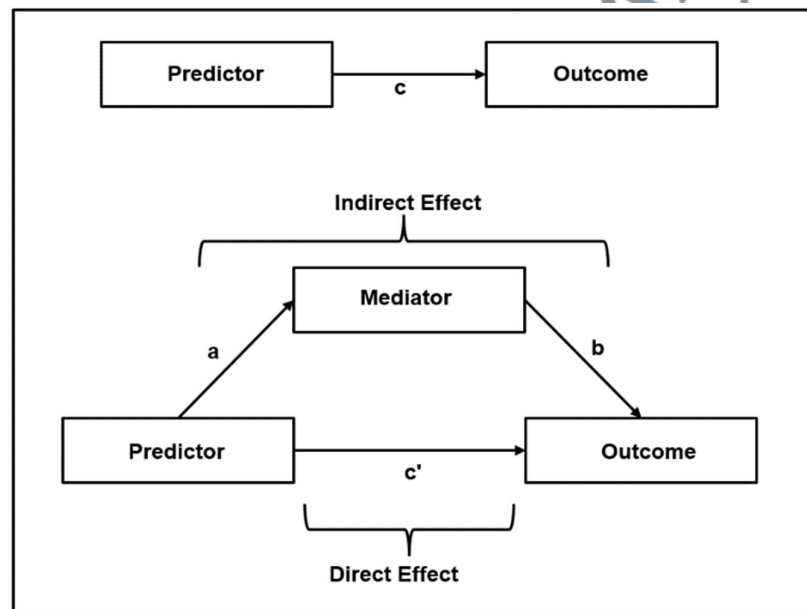 Predictor
Outcome
c
Indirect Effect
Mediator
a
b
Predictor
Outcome
c'
Direct Effect